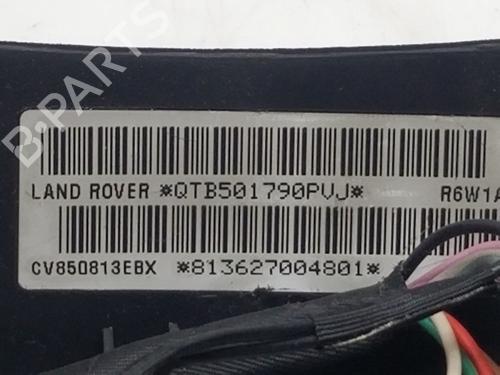 B-PARTS
LAND ROVER *QTB501790PVJ* R6W1A
CV850813EBX *813627004801*